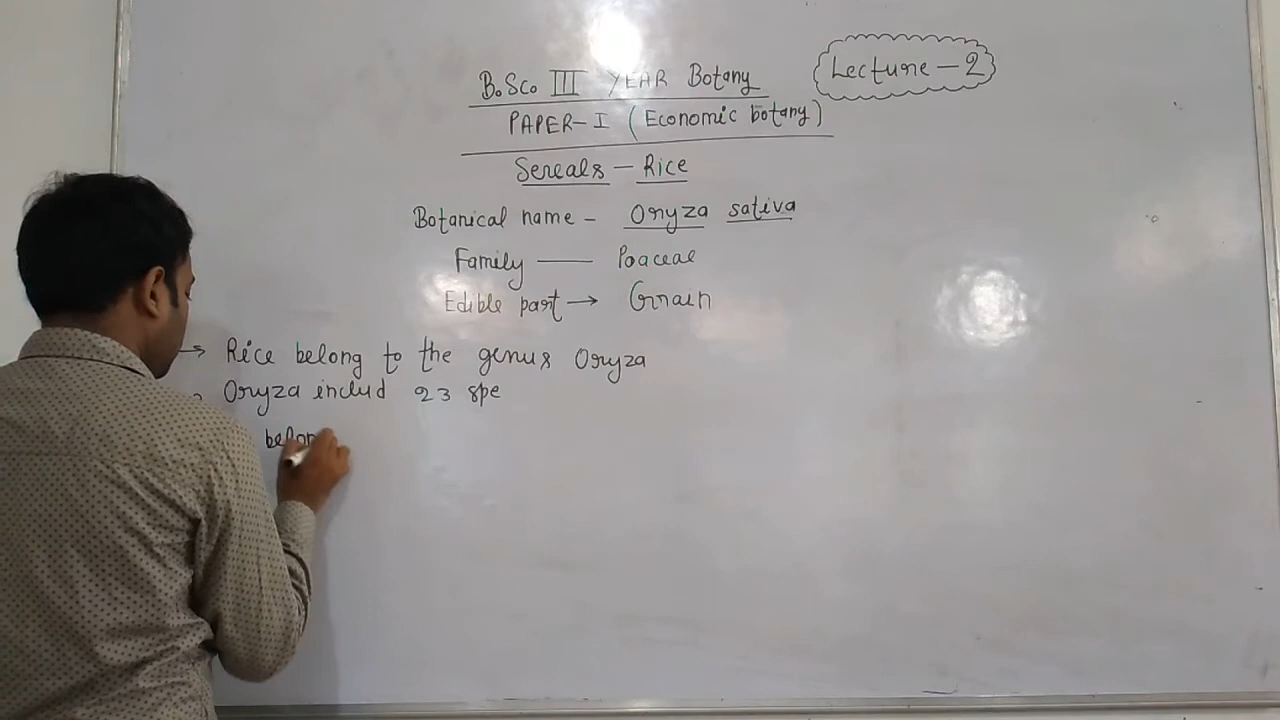 B.Sc. III YEAR Botany
Lecture-2
PAPER-I (Economic botany)
Sereals - Rice
Botanical name - Oryza sativa
Family — Poaceae
Edible part → Grain
→ Rice belong to the genus Oryza
Oryza includ 23 spe
belon